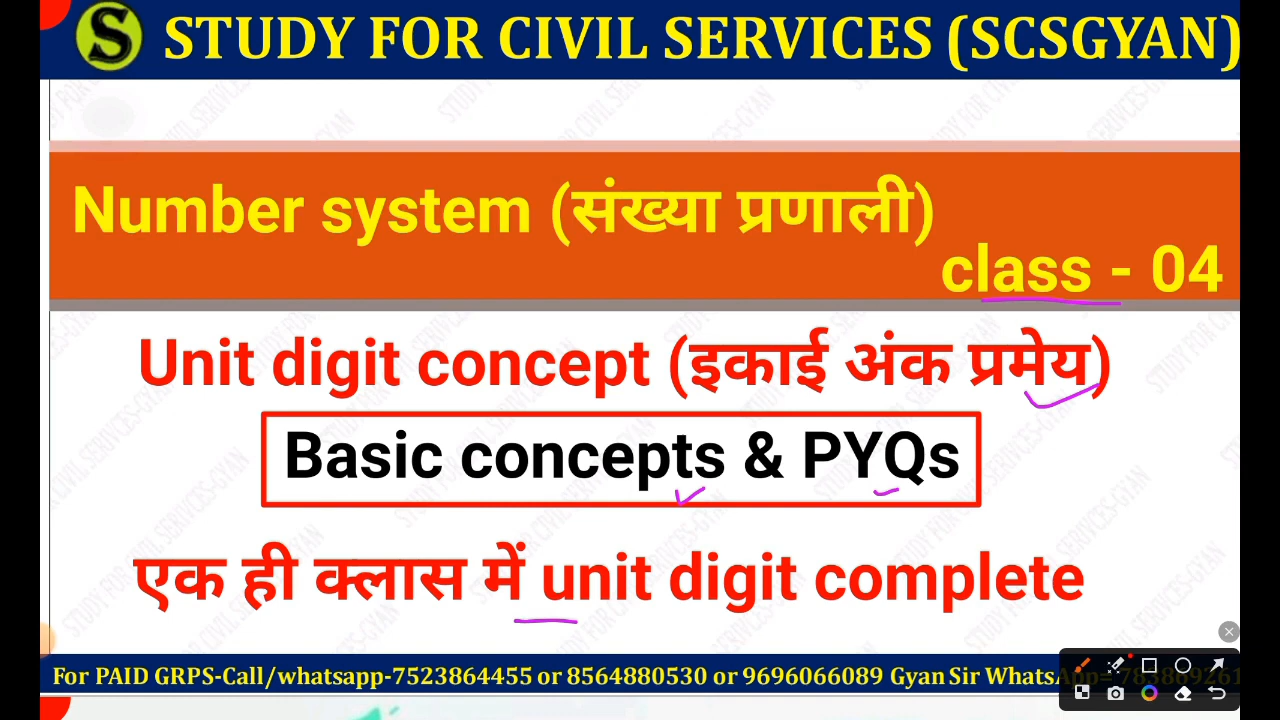 S STUDY FOR CIVIL SERVICES (SCSGYAN)
Number system (संख्या प्रणाली)
class - 04
Unit digit concept (इकाई अंक प्रमेय)
Basic concepts & PYQs
एक ही क्लास में unit digit complete
For PAID GRPS-Call/whatsapp-7523864455 or 8564880530 or 9696066089 Gyan Sir